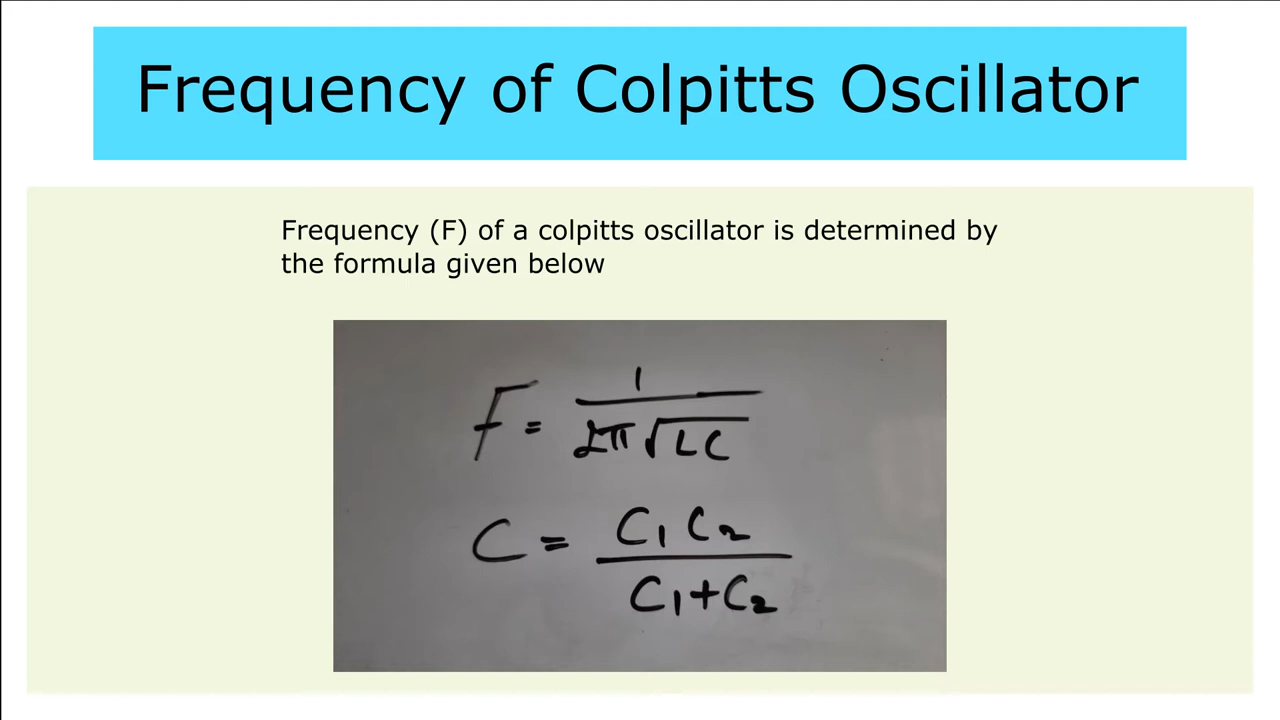 Frequency of Colpitts Oscillator
Frequency (F) of a colpitts oscillator is determined by
the formula given below
F = 1 / 2π√LC
C = C₁ C₂ / C₁+C₂